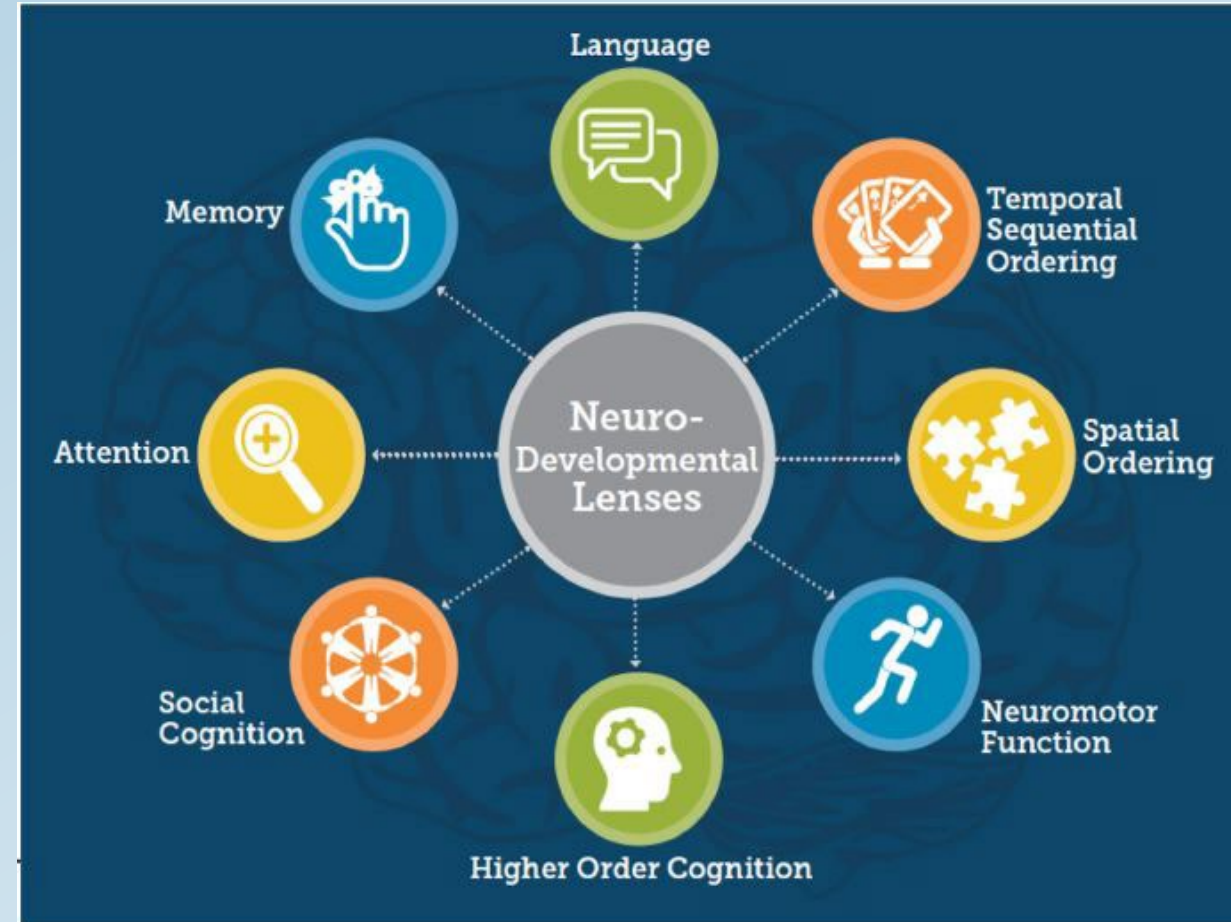 Language
Memory
Temporal
Sequential
Ordering
Attention
Neuro-
Developmental
Lenses
Spatial
Ordering
Social
Cognition
Neuromotor
Function
Higher Order Cognition